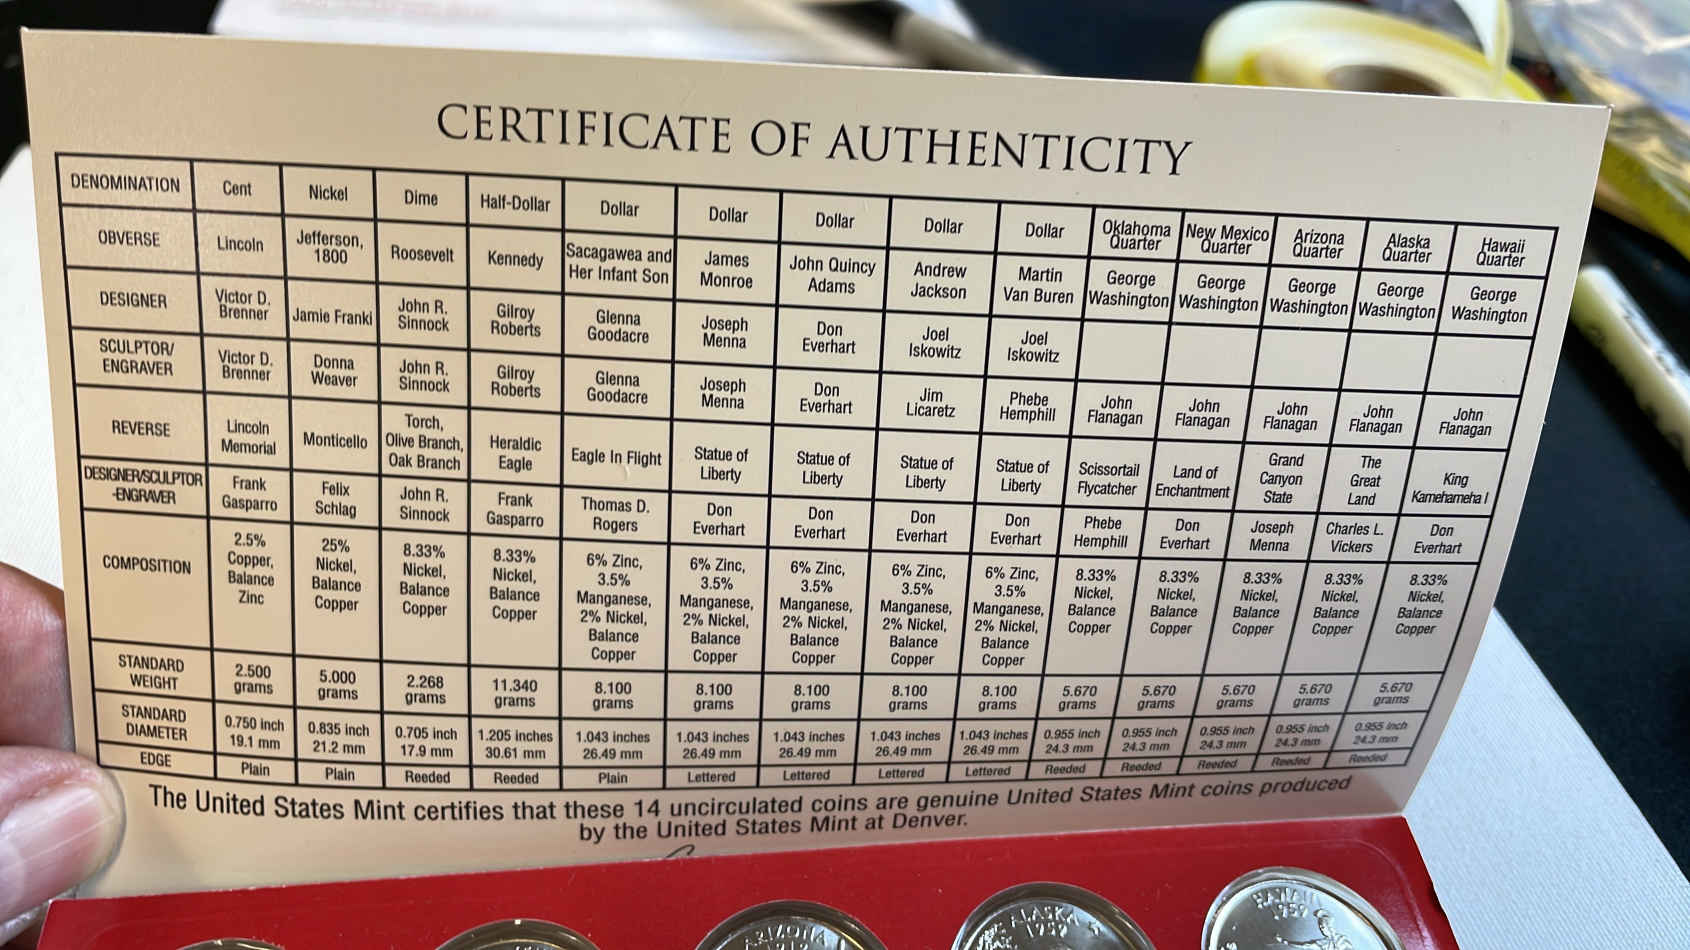 CERTIFICATE OF AUTHENTICITY
DENOMINATION Cent Nickel Dime Half-Dollar Dollar Dollar Dollar Dollar Dollar Oklahoma Quarter New Mexico Quarter Arizona Quarter Alaska Quarter Hawaii Quarter
OBVERSE Lincoln Jefferson, 1800 Roosevelt Kennedy Sacagawea and Her Infant Son James Monroe John Quincy Adams Andrew Jackson Martin Van Buren George Washington George Washington George Washington George Washington George Washington
DESIGNER Victor D. Brenner Jamie Franki John R. Sinnock Gilroy Roberts Glenna Goodacre Joseph Menna Don Everhart Joel Iskowitz Joel Iskowitz
SCULPTOR/ ENGRAVER Victor D. Brenner Donna Weaver John R. Sinnock Gilroy Roberts Glenna Goodacre Joseph Menna Don Everhart Jim Licaretz Phebe Hemphill John Flanagan John Flanagan John Flanagan John Flanagan John Flanagan
REVERSE Lincoln Memorial Monticello Torch, Olive Branch, Oak Branch Heraldic Eagle Eagle In Flight Statue of Liberty Statue of Liberty Statue of Liberty Statue of Liberty Scissortail Flycatcher Land of Enchantment Grand Canyon State The Great Land King Kamehameha I
DESIGNER/SCULPTOR -ENGRAVER Frank Gasparro Felix Schlag John R. Sinnock Frank Gasparro Thomas D. Rogers Don Everhart Don Everhart Don Everhart Don Everhart Phebe Hemphill Don Everhart Joseph Menna Charles L. Vickers Don Everhart
COMPOSITION 2.5% Copper, Balance Zinc 25% Nickel, Balance Copper 8.33% Nickel, Balance Copper 8.33% Nickel, Balance Copper 6% Zinc, 3.5% Manganese, 2% Nickel, Balance Copper 6% Zinc, 3.5% Manganese, 2% Nickel, Balance Copper 6% Zinc, 3.5% Manganese, 2% Nickel, Balance Copper 6% Zinc, 3.5% Manganese, 2% Nickel, Balance Copper 6% Zinc, 3.5% Manganese, 2% Nickel, Balance Copper 8.33% Nickel, Balance Copper 8.33% Nickel, Balance Copper 8.33% Nickel, Balance Copper 8.33% Nickel, Balance Copper 8.33% Nickel, Balance Copper
STANDARD WEIGHT 2.500 grams 5.000 grams 2.268 grams 11.340 grams 8.100 grams 8.100 grams 8.100 grams 8.100 grams 8.100 grams 5.670 grams 5.670 grams 5.670 grams 5.670 grams 5.670 grams
STANDARD DIAMETER 0.750 inch 19.1 mm 0.835 inch 21.2 mm 0.705 inch 17.9 mm 1.205 inches 30.61 mm 1.043 inches 26.49 mm 1.043 inches 26.49 mm 1.043 inches 26.49 mm 1.043 inches 26.49 mm 1.043 inches 26.49 mm 0.955 inch 24.3 mm 0.955 inch 24.3 mm 0.955 inch 24.3 mm 0.955 inch 24.3 mm 0.955 inch 24.3 mm
EDGE Plain Plain Reeded Reeded Plain Lettered Lettered Lettered Lettered Reeded Reeded Reeded Reeded Reeded
The United States Mint certifies that these 14 uncirculated coins are genuine United States Mint coins produced
by the United States Mint at Denver.
ARIZONA
ALASKA
1959
HAWAII
1959